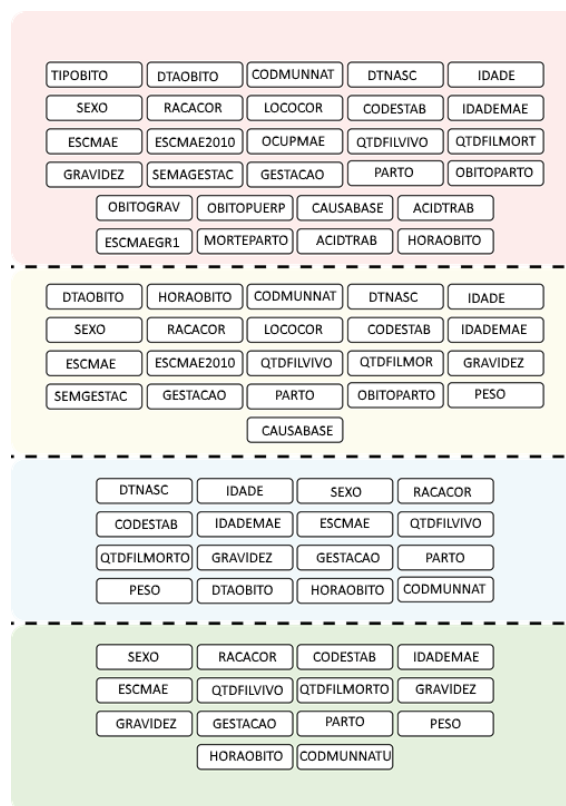 TIPOBITO DTAOBITO CODMUNNAT DTNASC IDADE
SEXO RACACOR LOCOCOR CODESTAB IDADEMAE
ESCMAE ESCMAE2010 OCUPMAE QTDFILVIVO QTDFILMORT
GRAVIDEZ SEMAGESTAC GESTACAO PARTO OBITOPARTO
OBITOGRAV OBITOPUERP CAUSABASE ACIDTRAB
ESCMAEGR1 MORTEPARTO ACIDTRAB HORAOBITO
DTAOBITO HORAOBITO CODMUNNAT DTNASC IDADE
SEXO RACACOR LOCOCOR CODESTAB IDADEMAE
ESCMAE ESCMAE2010 QTDFILVIVO QTDFILMOR GRAVIDEZ
SEMGESTAC GESTACAO PARTO OBITOPARTO PESO
CAUSABASE
DTNASC IDADE SEXO RACACOR
CODESTAB IDADEMAE ESCMAE QTDFILVIVO
QTDFILMORTO GRAVIDEZ GESTACAO PARTO
PESO DTAOBITO HORAOBITO CODMUNNAT
SEXO RACACOR CODESTAB IDADEMAE
ESCMAE QTDFILVIVO QTDFILMORTO GRAVIDEZ
GRAVIDEZ GESTACAO PARTO PESO
HORAOBITO CODMUNNATU